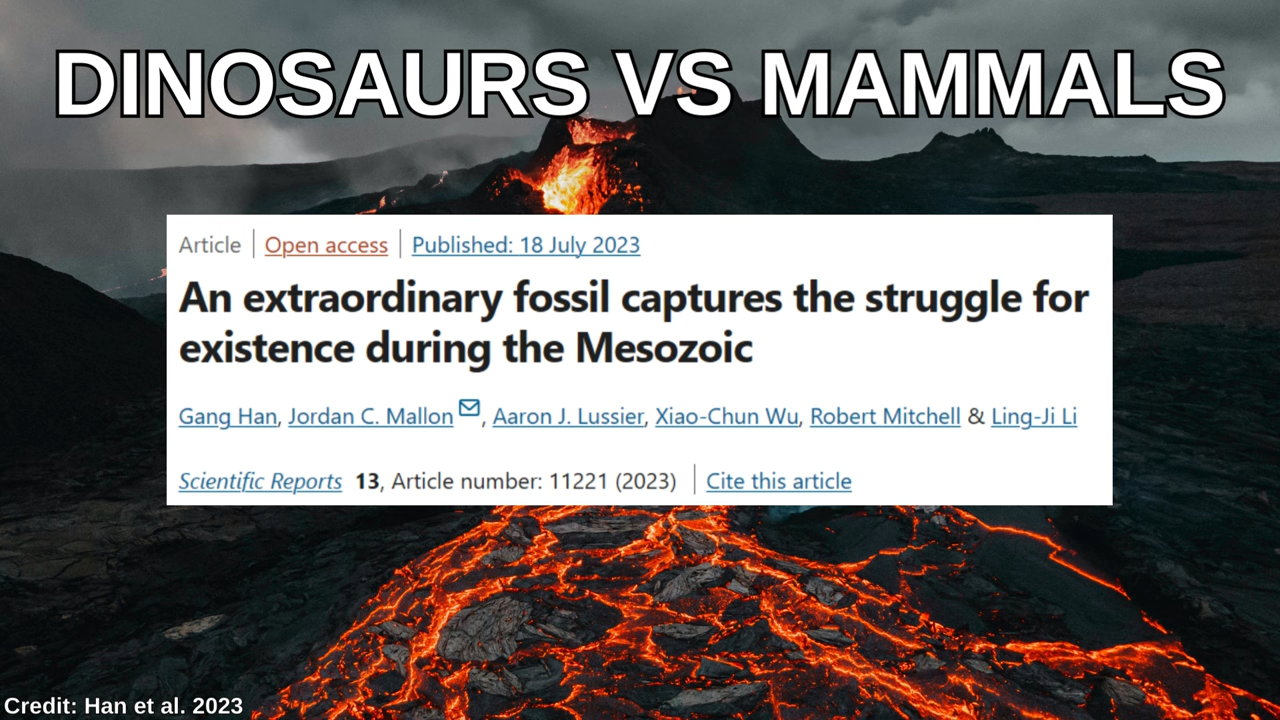 DINOSAURS VS MAMMALS
Article | Open access | Published: 18 July 2023
An extraordinary fossil captures the struggle for
existence during the Mesozoic
Gang Han, Jordan C. Mallon, Aaron J. Lussier, Xiao-Chun Wu, Robert Mitchell & Ling-Ji Li
Scientific Reports 13, Article number: 11221 (2023) | Cite this article
Credit: Han et al. 2023